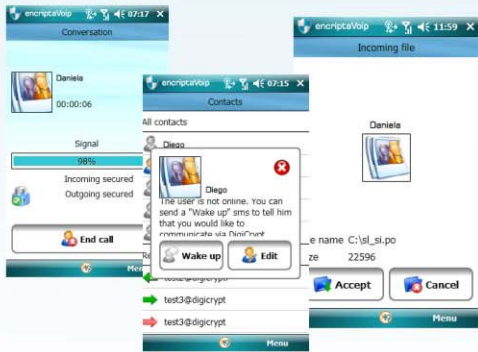 encriptaVoip 07:17 X
Conversation
Daniela
00:00:06
Signal
98%
Incoming secured
Outgoing secured
End call
encriptaVoip 07:15 X
Contacts
All contacts
Diego
Diego
The user is not online. You can
send a "Wake up" sms to tell him
that you would like to
communicate via DigiCrypt
Wake up
Edit
test2@digicrypt
test3@digicrypt
test3@digicrypt
Menu
encriptaVoip 11:59 X
Incoming file
Daniela
e name C:\sl_si.po
ze 22596
Accept
Cancel
Menu